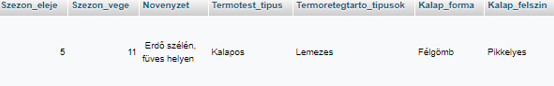 Szezon_eleje Szezon_vege Novenyzet Termotest_tipus Termoretegtarto_tipusok Kalap_forma Kalap_felszin
5 11 Erdő szélén, füves helyen Kalapos Lemezes Félgömb Pikkelyes